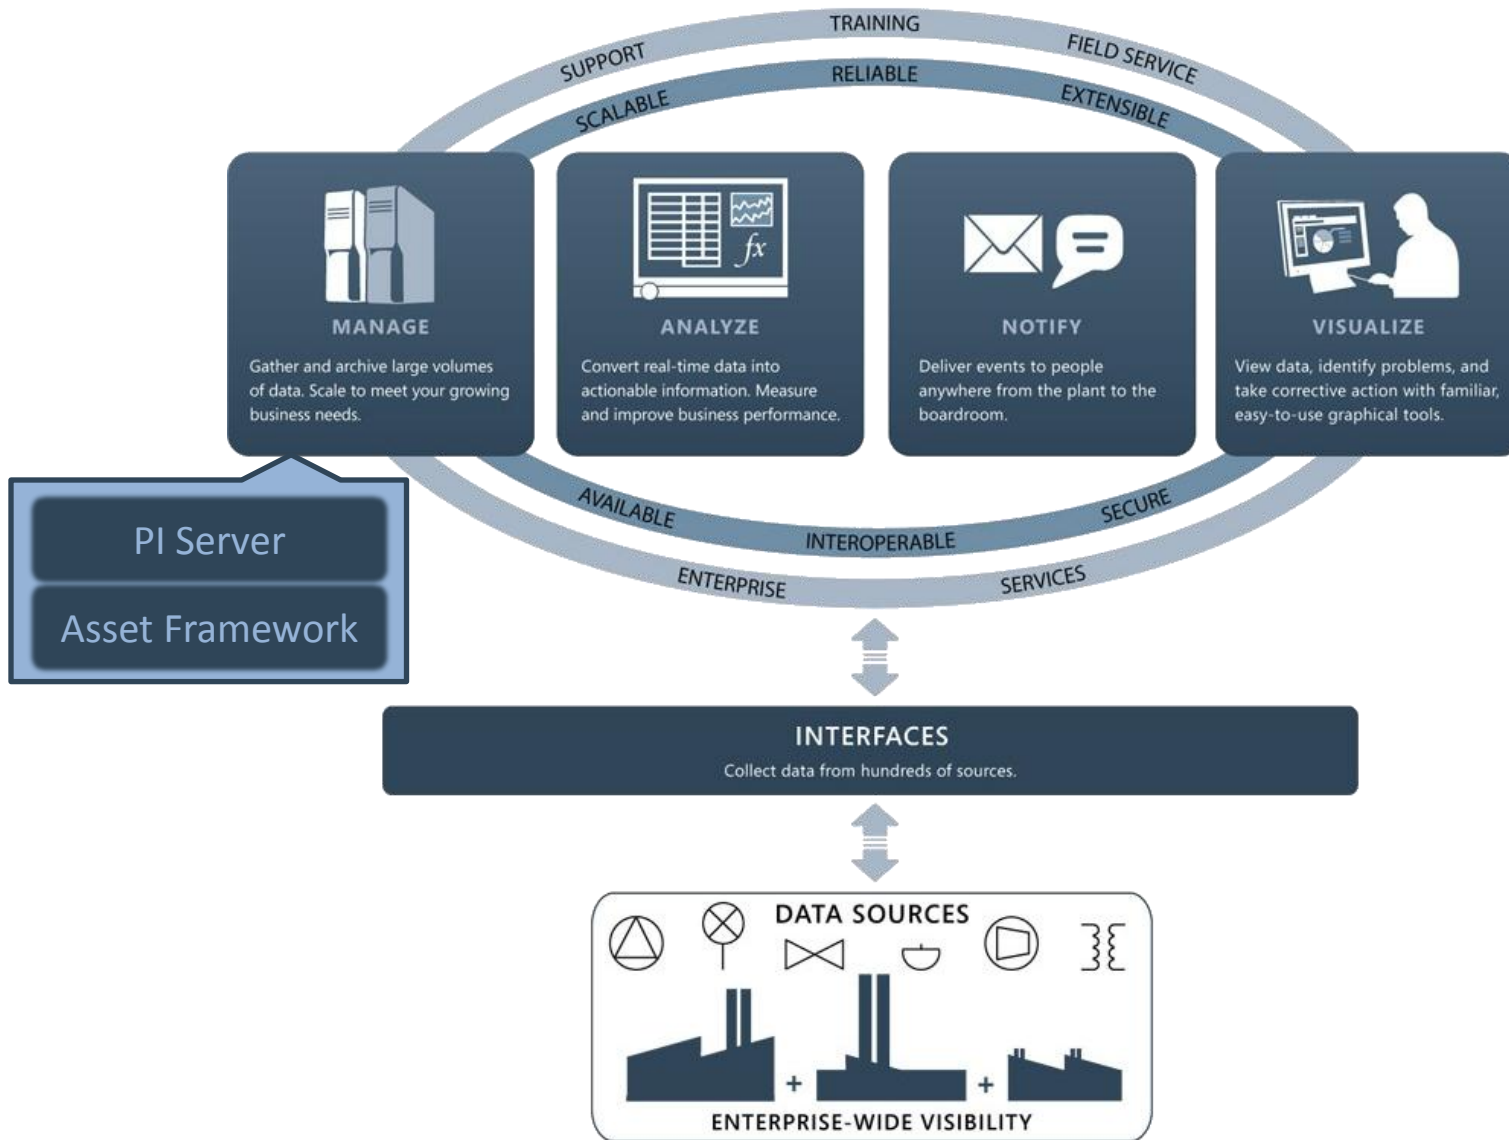 TRAINING
SUPPORT
FIELD SERVICE
RELIABLE
SCALABLE
EXTENSIBLE
fx
MANAGE
Gather and archive large volumes
of data. Scale to meet your growing
business needs.
ANALYZE
Convert real-time data into
actionable information. Measure
and improve business performance.
NOTIFY
Deliver events to people
anywhere from the plant to the
boardroom.
VISUALIZE
View data, identify problems, and
take corrective action with familiar,
easy-to-use graphical tools.
PI Server
Asset Framework
AVAILABLE
INTEROPERABLE
SECURE
ENTERPRISE
SERVICES
INTERFACES
Collect data from hundreds of sources.
DATA SOURCES
+ +
ENTERPRISE-WIDE VISIBILITY